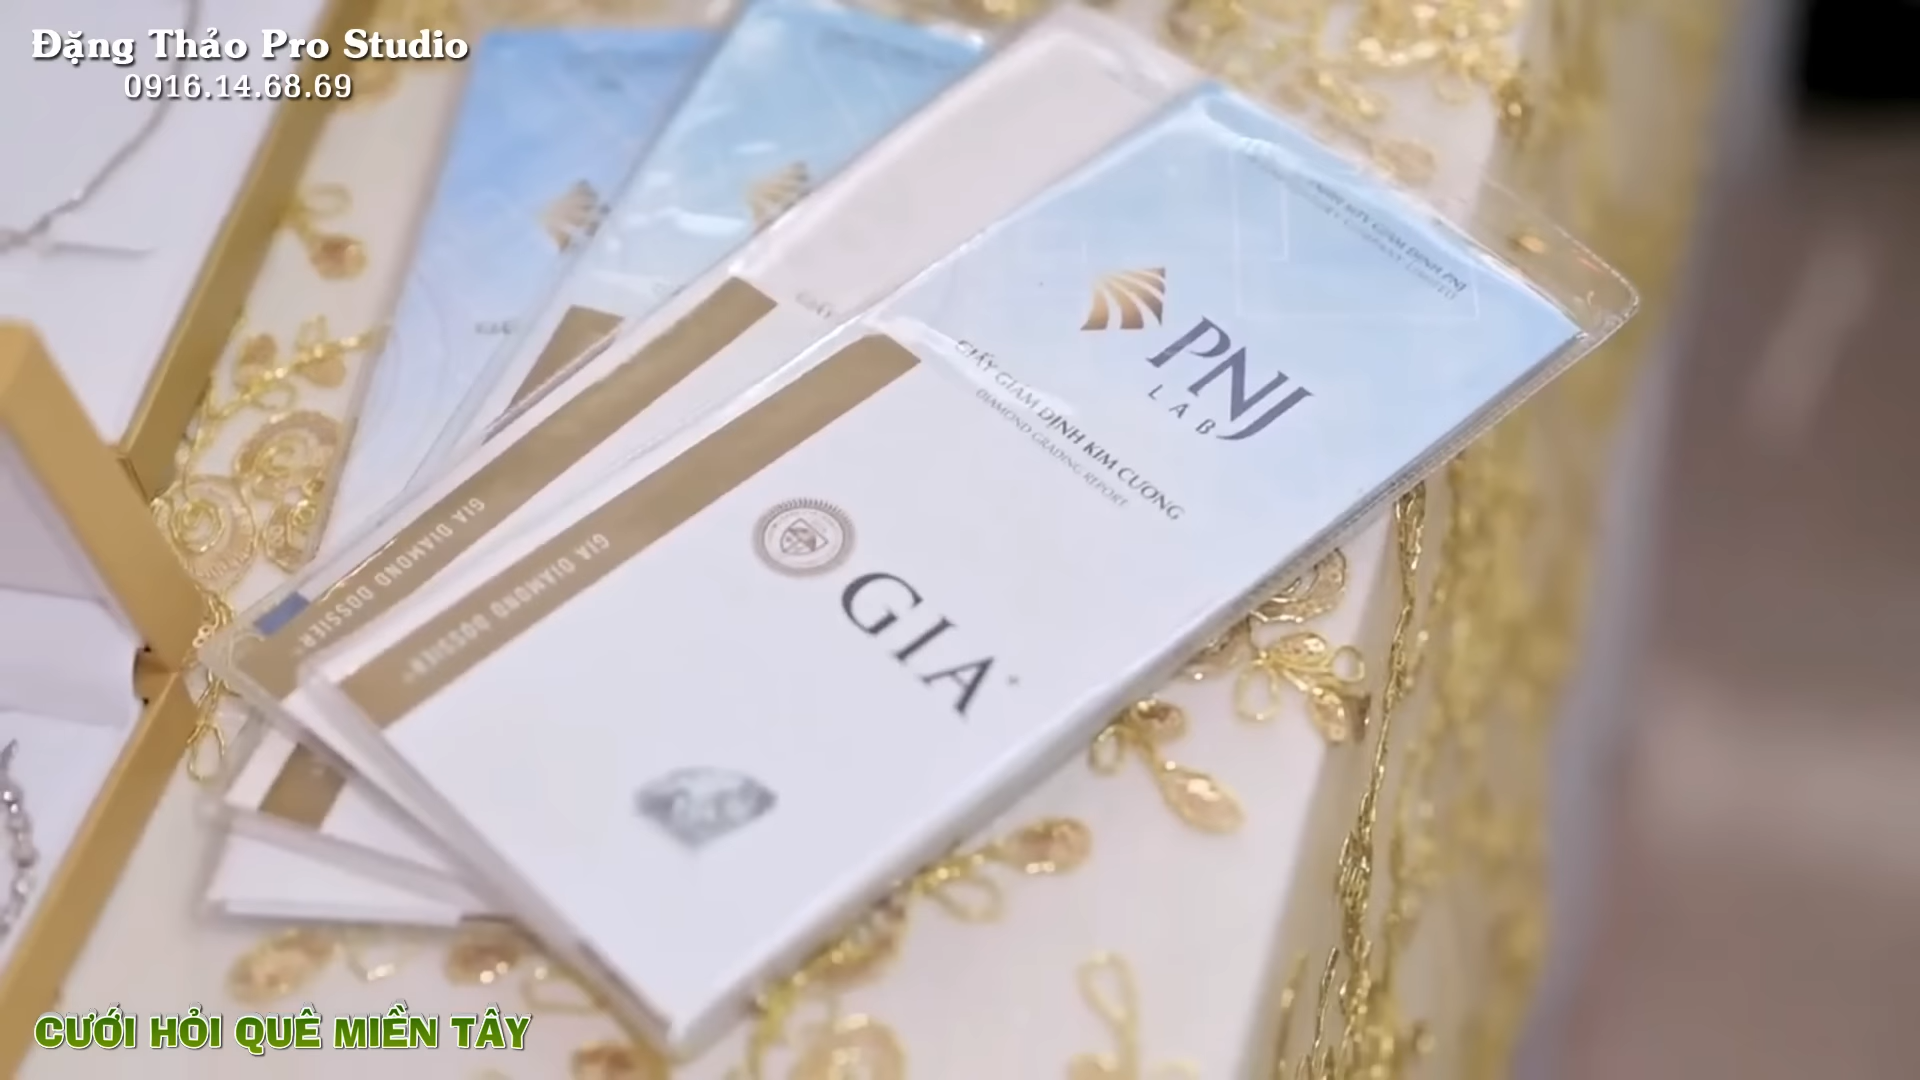 Đặng Thảo Pro Studio
0916.14.68.69
PNJ
LAB
GIẤY GIÁM ĐỊNH KIM CƯƠNG
DIAMOND GRADING REPORT
GIA DIAMOND DOSSIER
GIA DIAMOND DOSSIER
GIA
CƯỚI HỎI QUÊ MIỀN TÂY